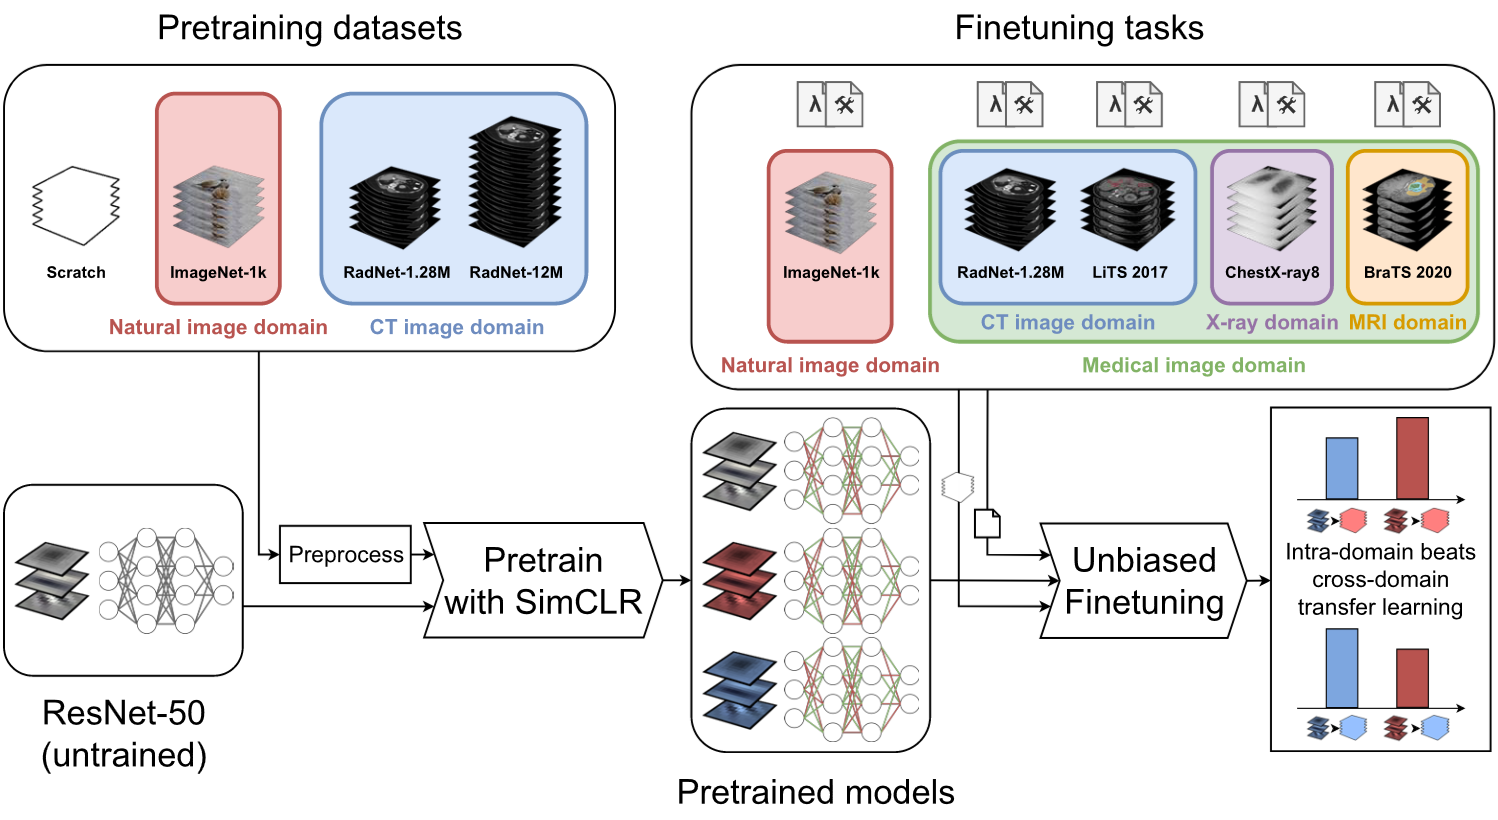 Pretraining datasets
Scratch
ImageNet-1k
RadNet-1.28M
RadNet-12M
Natural image domain
CT image domain
Finetuning tasks
λ
λ
λ
λ
λ
ImageNet-1k
RadNet-1.28M
LiTS 2017
ChestX-ray8
BraTS 2020
CT image domain
X-ray domain
MRI domain
Natural image domain
Medical image domain
ResNet-50
(untrained)
Preprocess
Pretrain
with SimCLR
Pretrained models
Unbiased
Finetuning
Intra-domain beats
cross-domain
transfer learning